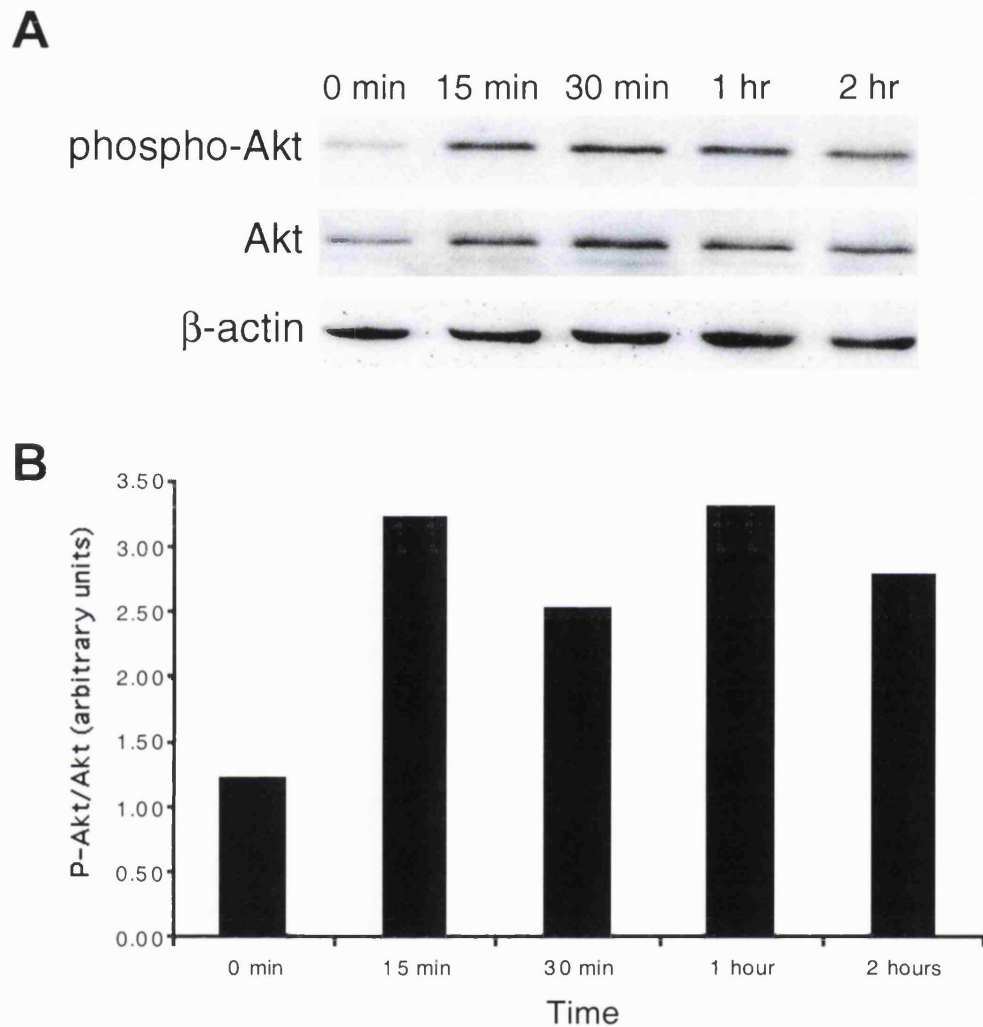 A
0 min 15 min 30 min 1 hr 2 hr
phospho-Akt
Akt
β-actin
B
3.50
3.00
2.50
2.00
1.50
1.00
0.50
0.00
P-Akt/Akt (arbitrary units)
0 min 15 min 30 min 1 hour 2 hours
Time